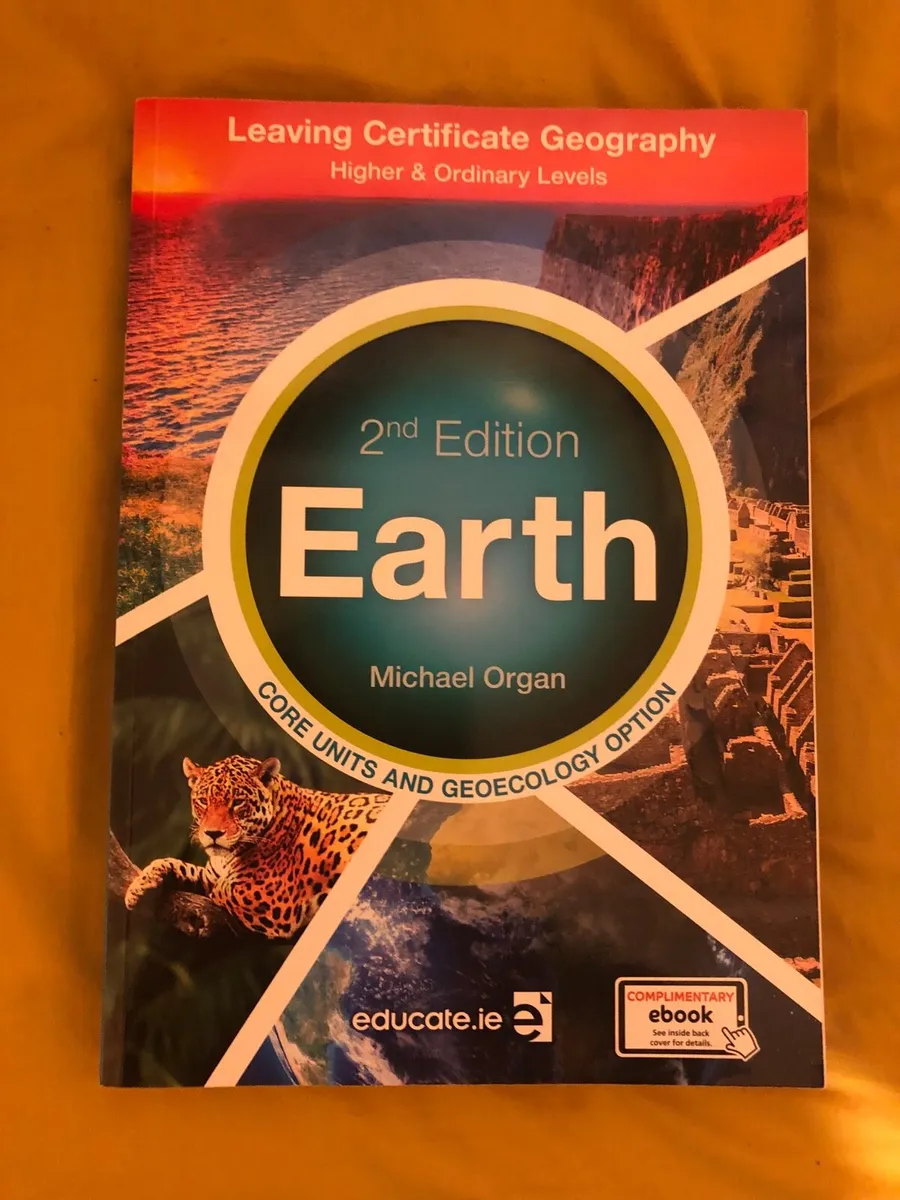 Leaving Certificate Geography
Higher & Ordinary Levels
2nd Edition
Earth
Michael Organ
CORE UNITS AND GEOECOLOGY OPTION
educate.ie e
COMPLIMENTARY
ebook
See inside back
cover for details.